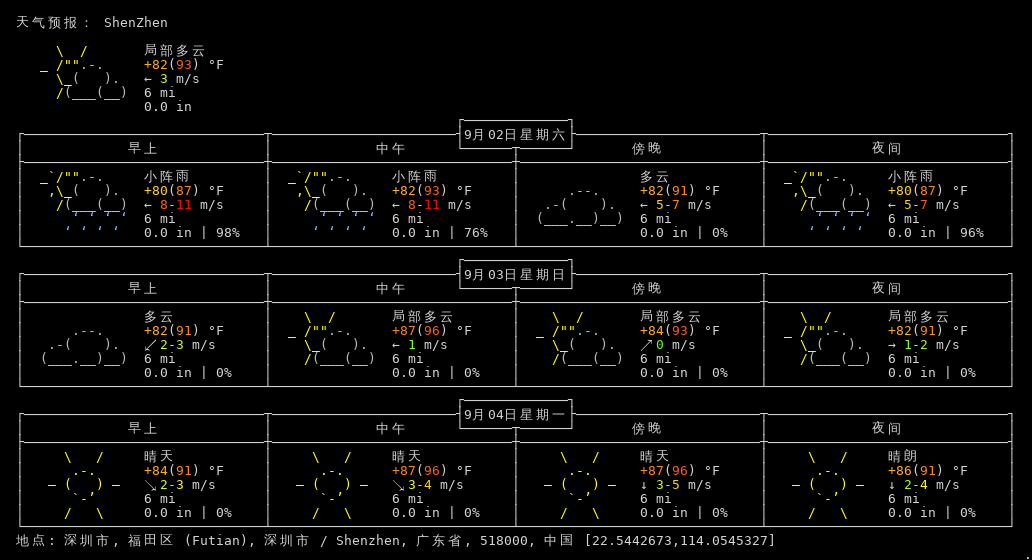 天气预报： ShenZhen
局部多云
+82(93) °F
← 3 m/s
6 mi
0.0 in
9月02日星期六
早上 中午 傍晚 夜间
小阵雨 小阵雨 多云 小阵雨
+80(87) °F +82(93) °F +82(91) °F +80(87) °F
← 8-11 m/s ← 8-11 m/s ← 5-7 m/s ← 5-7 m/s
6 mi 6 mi 6 mi 6 mi
0.0 in | 98% 0.0 in | 76% 0.0 in | 0% 0.0 in | 96%
9月03日星期日
早上 中午 傍晚 夜间
多云 局部多云 局部多云 局部多云
+82(91) °F +87(96) °F +84(93) °F +82(91) °F
↙ 2-3 m/s ← 1 m/s ↗ 0 m/s → 1-2 m/s
6 mi 6 mi 6 mi 6 mi
0.0 in | 0% 0.0 in | 0% 0.0 in | 0% 0.0 in | 0%
9月04日星期一
早上 中午 傍晚 夜间
晴天 晴天 晴天 晴朗
+84(91) °F +87(96) °F +87(96) °F +86(91) °F
↘ 2-3 m/s ↘ 3-4 m/s ↓ 3-5 m/s ↓ 2-4 m/s
6 mi 6 mi 6 mi 6 mi
0.0 in | 0% 0.0 in | 0% 0.0 in | 0% 0.0 in | 0%
地点: 深圳市, 福田区 (Futian), 深圳市 / Shenzhen, 广东省, 518000, 中国 [22.5442673,114.0545327]